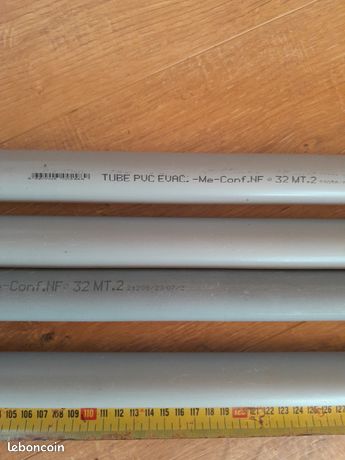 TUBE PVC EVAC. -Me-Conf.NF ø 32 MT.2
e-Conf.NF ø 32 MT.2
105 106 107 108 109 110 111 112 113 114 115 116 117 118 119 120 121 122 123 124 125 126 127
leboncoin